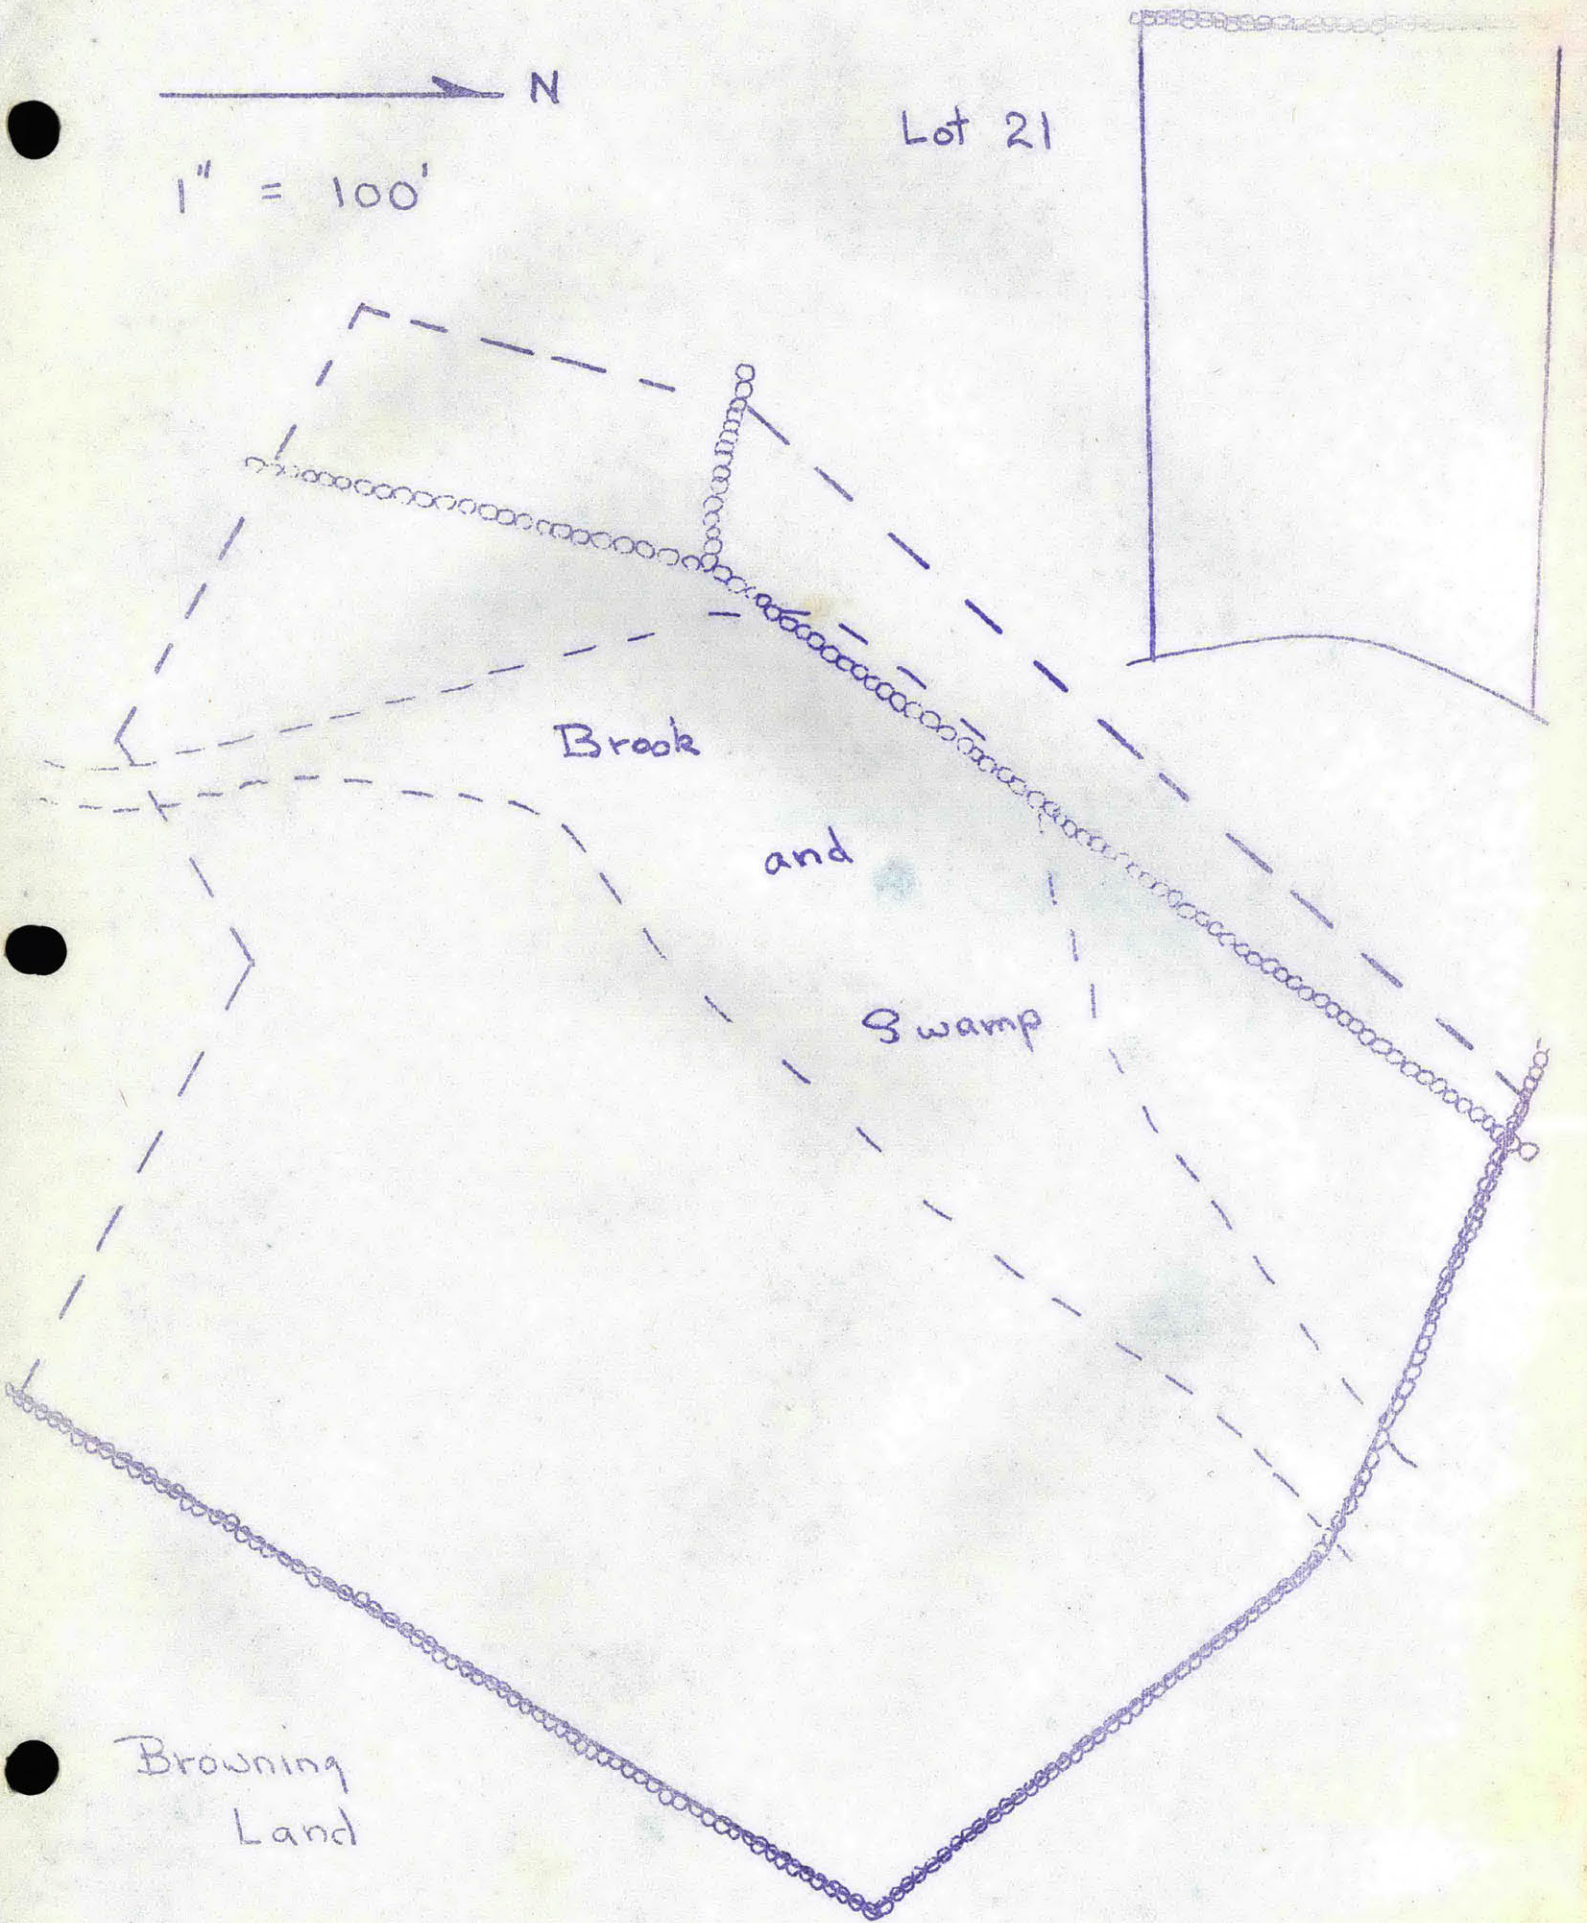 N
Lot 21
1" = 100'
Brook
and
Swamp
Browning
Land